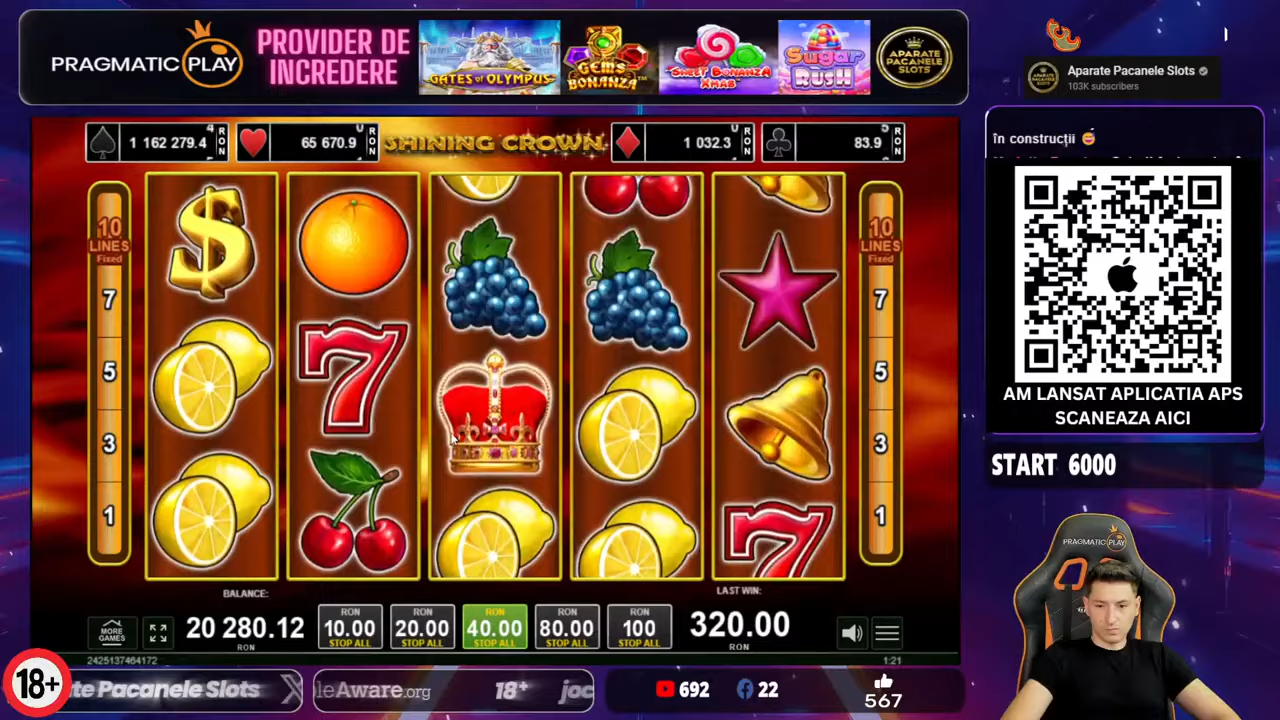 PRAGMATIC PLAY
PROVIDER DE
INCREDERE
GATES of OLYMPUS
GEMS
BONANZA
SWEET BONANZA
XMAS
Sugar
RUSH
APARATE
PACANELE
SLOTS
Aparate Pacanele Slots
103K subscribers
1 162 279.4
RON
65 670.9
RON
SHINING CROWN
1 032.3
RON
83.9
RON
în construcții
10
LINES
Fixed
7
5
3
1
10
LINES
Fixed
7
5
3
1
AM LANSAT APLICATIA APS
SCANEAZA AICI
START 6000
PRAGMATIC PLAY
BALANCE:
LAST WIN:
MORE
GAMES
20 280.12
RON
RON
10.00
STOP ALL
RON
20.00
STOP ALL
RON
40.00
STOP ALL
RON
80.00
STOP ALL
RON
100
STOP ALL
320.00
RON
2425137464172
1:21
18+
te Pacanele Slots
leAware.org
18+
joc
692
22
567